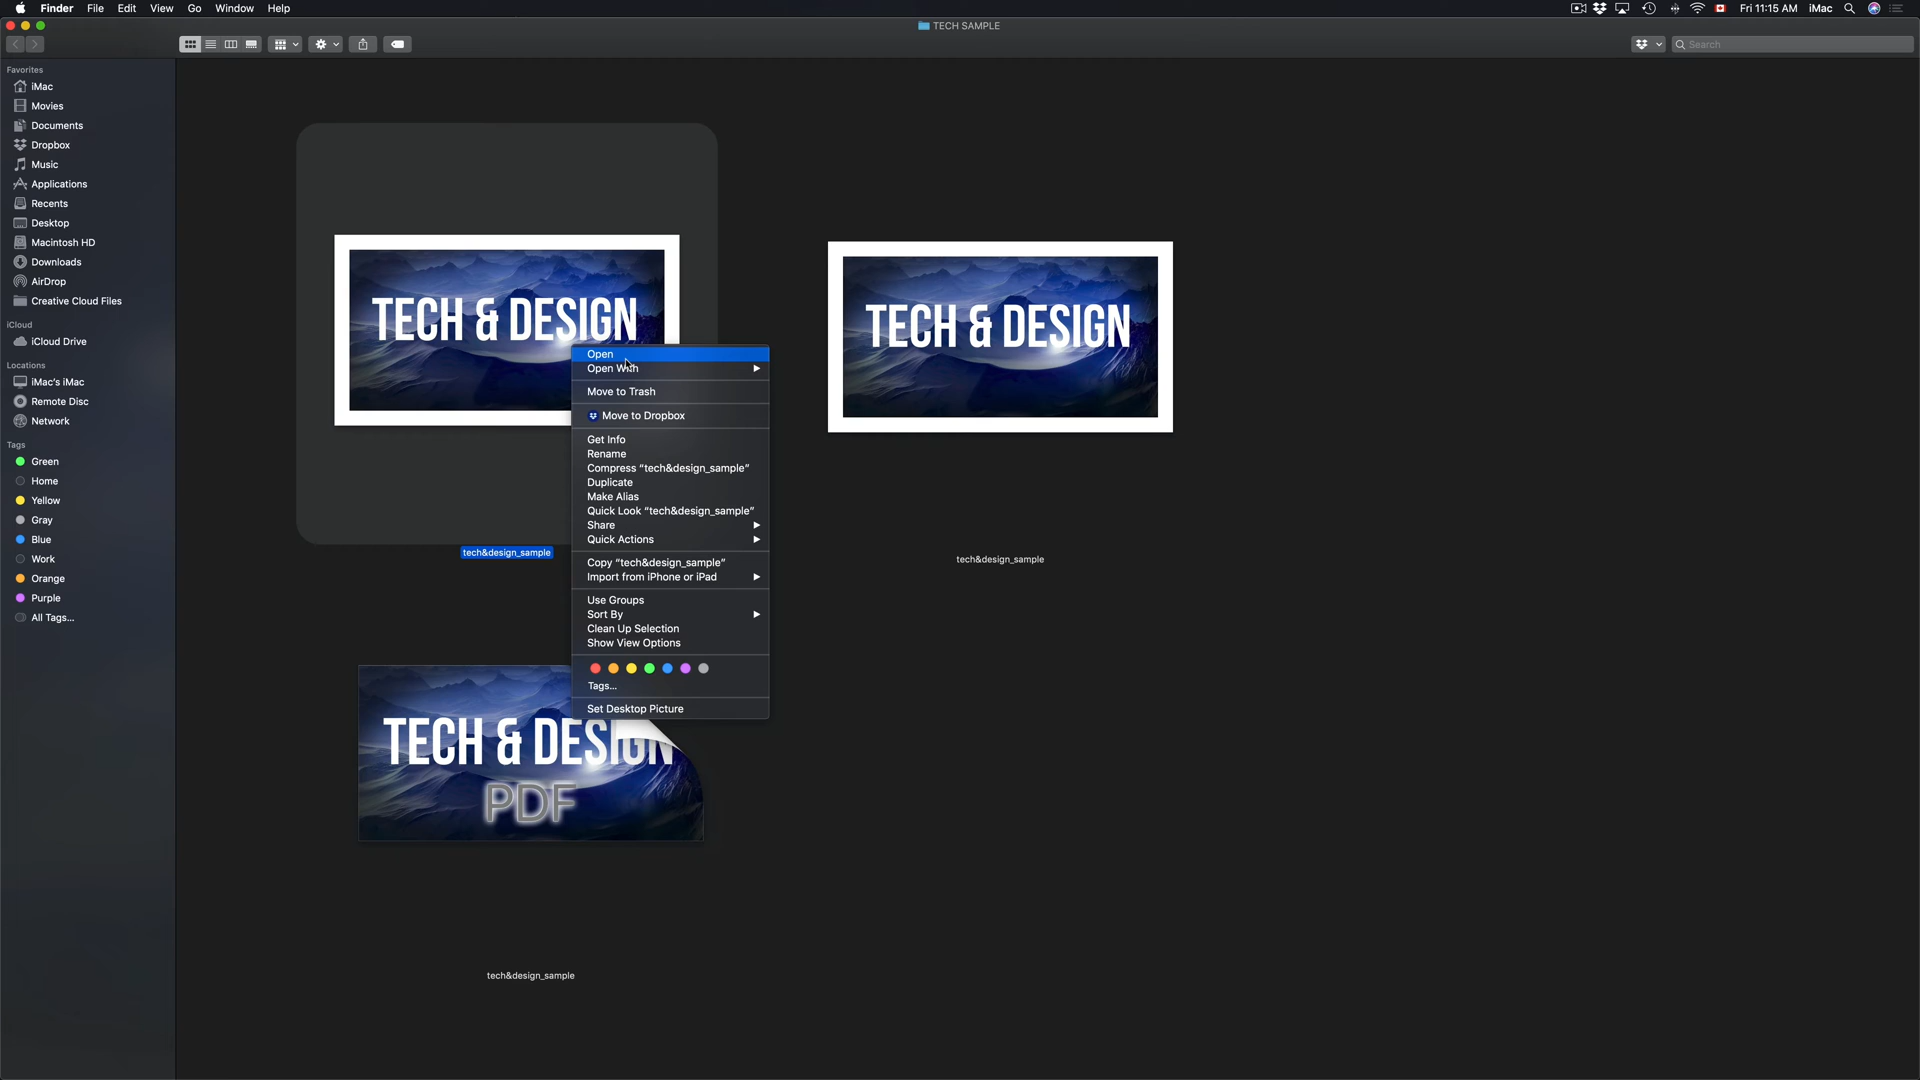 Finder File Edit View Go Window Help
Fri 11:15 AM iMac
TECH SAMPLE
Search
Favorites
iMac
Movies
Documents
Dropbox
Music
Applications
Recents
Desktop
Macintosh HD
Downloads
AirDrop
Creative Cloud Files
iCloud
iCloud Drive
Locations
iMac's iMac
Remote Disc
Network
Tags
Green
Home
Yellow
Gray
Blue
Work
Orange
Purple
All Tags...
TECH & DESIGN
tech&design_sample
TECH & DESIGN
tech&design_sample
Open
Open With
Move to Trash
Move to Dropbox
Get Info
Rename
Compress “tech&design_sample”
Duplicate
Make Alias
Quick Look “tech&design_sample”
Share
Quick Actions
Copy “tech&design_sample”
Import from iPhone or iPad
Use Groups
Sort By
Clean Up Selection
Show View Options
Tags...
Set Desktop Picture
TECH & DESIGN
PDF
tech&design_sample